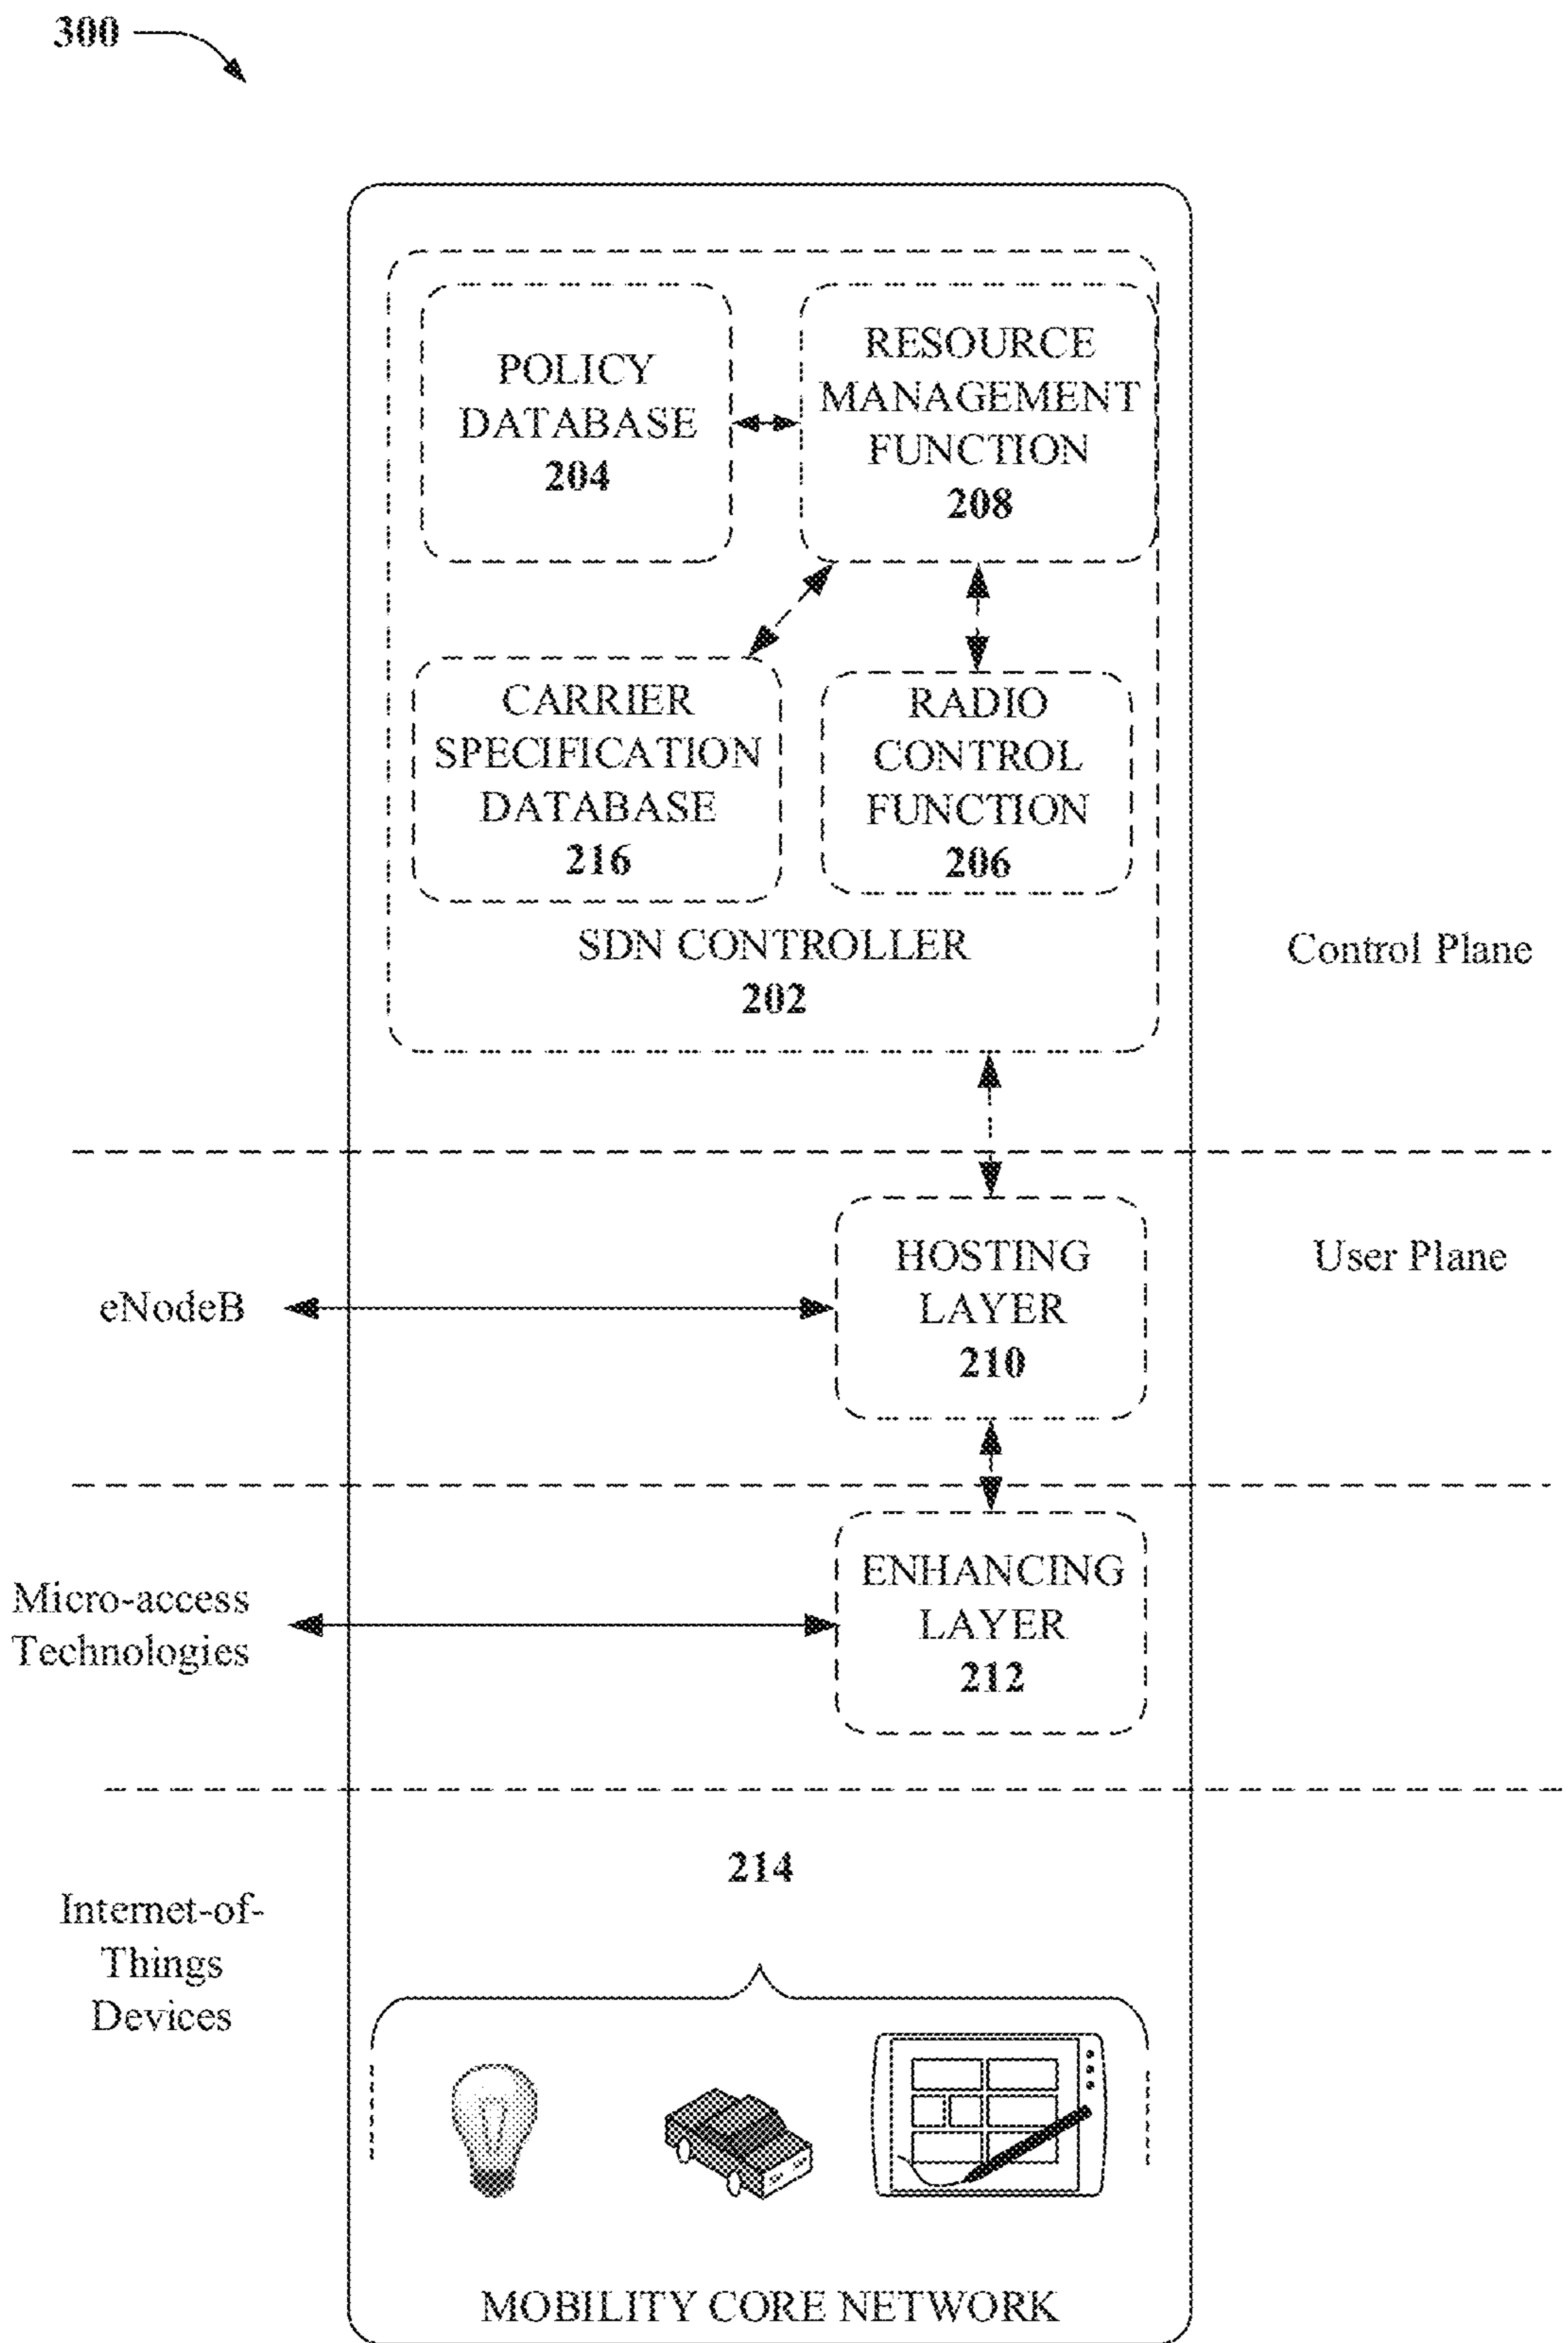 300
POLICY
DATABASE
204
RESOURCE
MANAGEMENT
FUNCTION
208
CARRIER
SPECIFICATION
DATABASE
216
RADIO
CONTROL
FUNCTION
206
SDN CONTROLLER
202
Control Plane
eNodeB
HOSTING
LAYER
210
User Plane
Micro-access
Technologies
ENHANCING
LAYER
212
Internet-of-
Things
Devices
214
MOBILITY CORE NETWORK